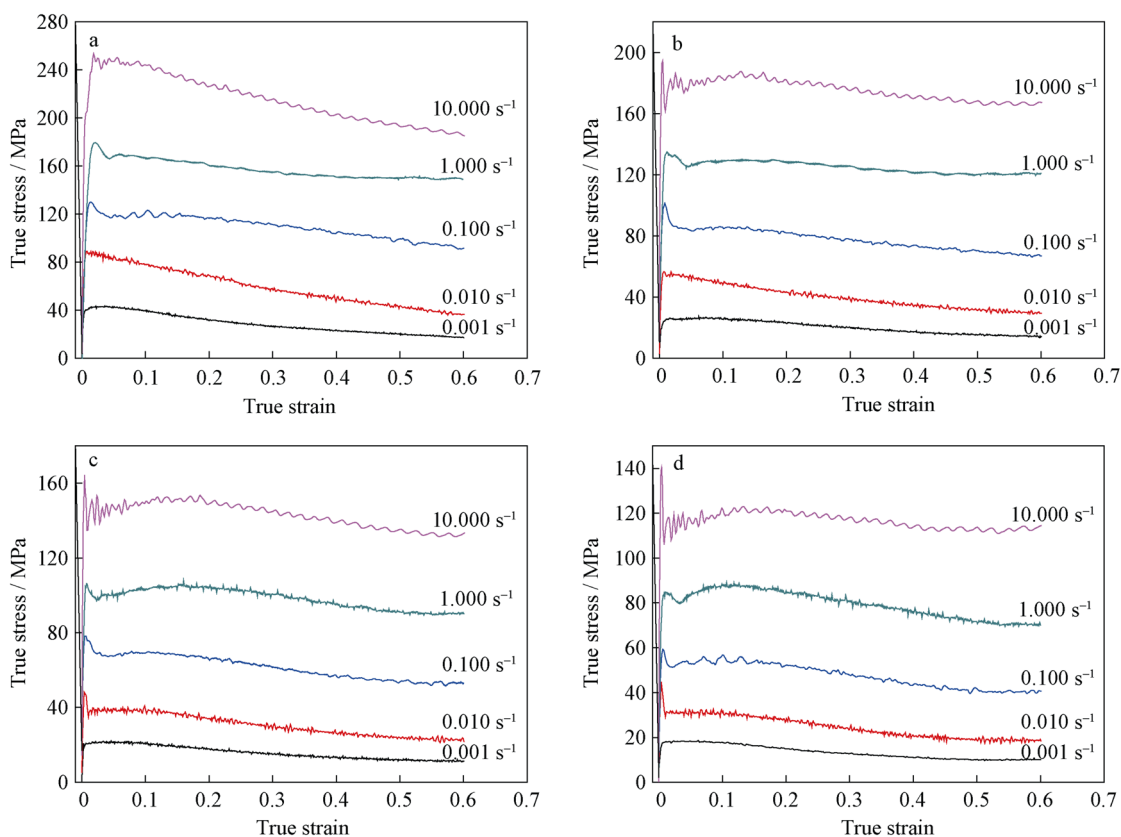 a
280
240
200
160
120
80
40
0
True stress / MPa
10.000 s⁻¹
1.000 s⁻¹
0.100 s⁻¹
0.010 s⁻¹
0.001 s⁻¹
0 0.1 0.2 0.3 0.4 0.5 0.6 0.7
True strain
b
200
160
120
80
40
0
True stress / MPa
10.000 s⁻¹
1.000 s⁻¹
0.100 s⁻¹
0.010 s⁻¹
0.001 s⁻¹
0 0.1 0.2 0.3 0.4 0.5 0.6 0.7
True strain
c
160
120
80
40
0
True stress / MPa
10.000 s⁻¹
1.000 s⁻¹
0.100 s⁻¹
0.010 s⁻¹
0.001 s⁻¹
0 0.1 0.2 0.3 0.4 0.5 0.6 0.7
True strain
d
140
120
100
80
60
40
20
0
True stress / MPa
10.000 s⁻¹
1.000 s⁻¹
0.100 s⁻¹
0.010 s⁻¹
0.001 s⁻¹
0 0.1 0.2 0.3 0.4 0.5 0.6 0.7
True strain